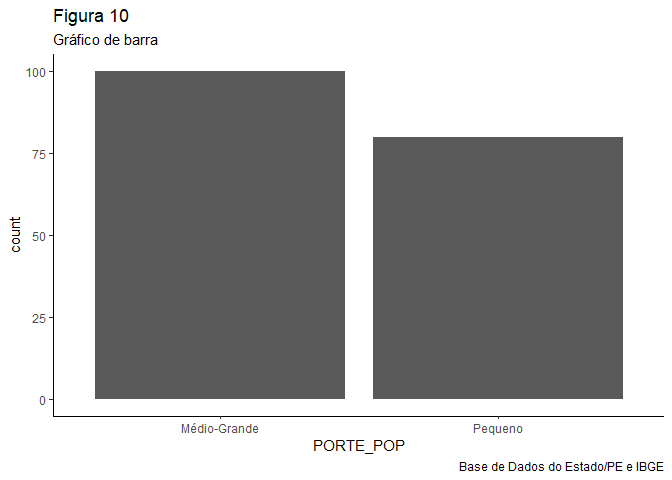 Figura 10
Gráfico de barra
100
75
50
25
0
count
Médio-Grande Pequeno
PORTE_POP
Base de Dados do Estado/PE e IBGE